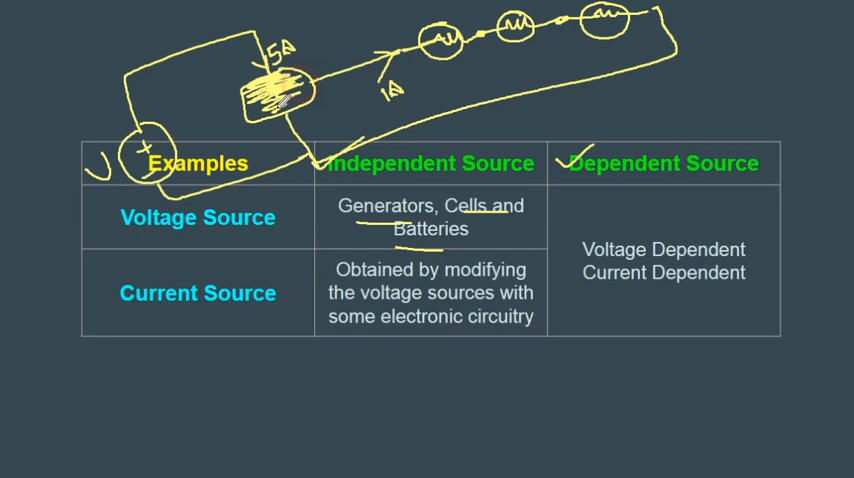 5A
1A
V
+
-
Examples
Independent Source
Dependent Source
Voltage Source
Generators, Cells and
Batteries
Voltage Dependent
Current Dependent
Current Source
Obtained by modifying
the voltage sources with
some electronic circuitry